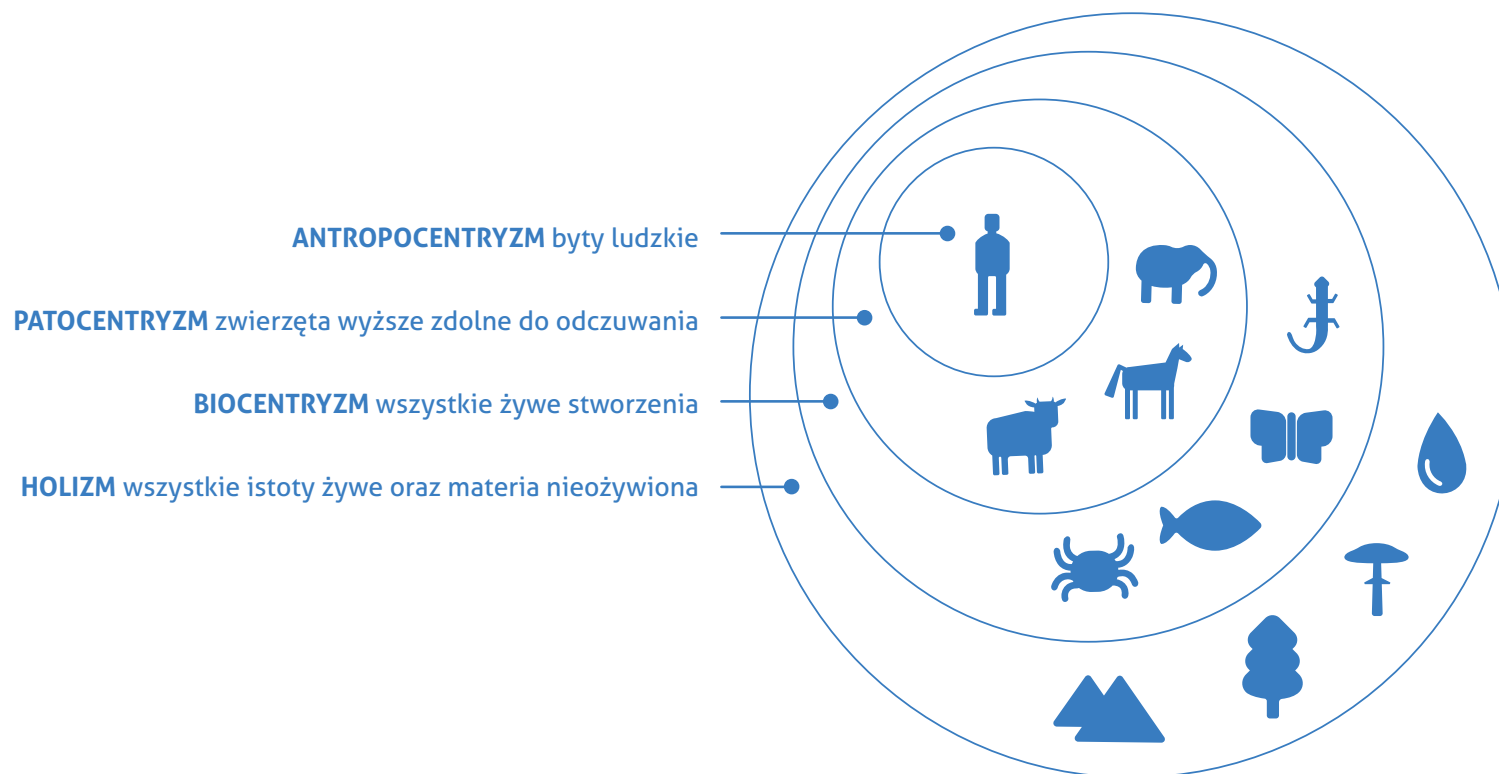 ANTROPOCENTRYZM byty ludzkie
PATOCENTRYZM zwierzęta wyższe zdolne do odczuwania
BIOCENTRYZM wszystkie żywe stworzenia
HOLIZM wszystkie istoty żywe oraz materia nieożywiona